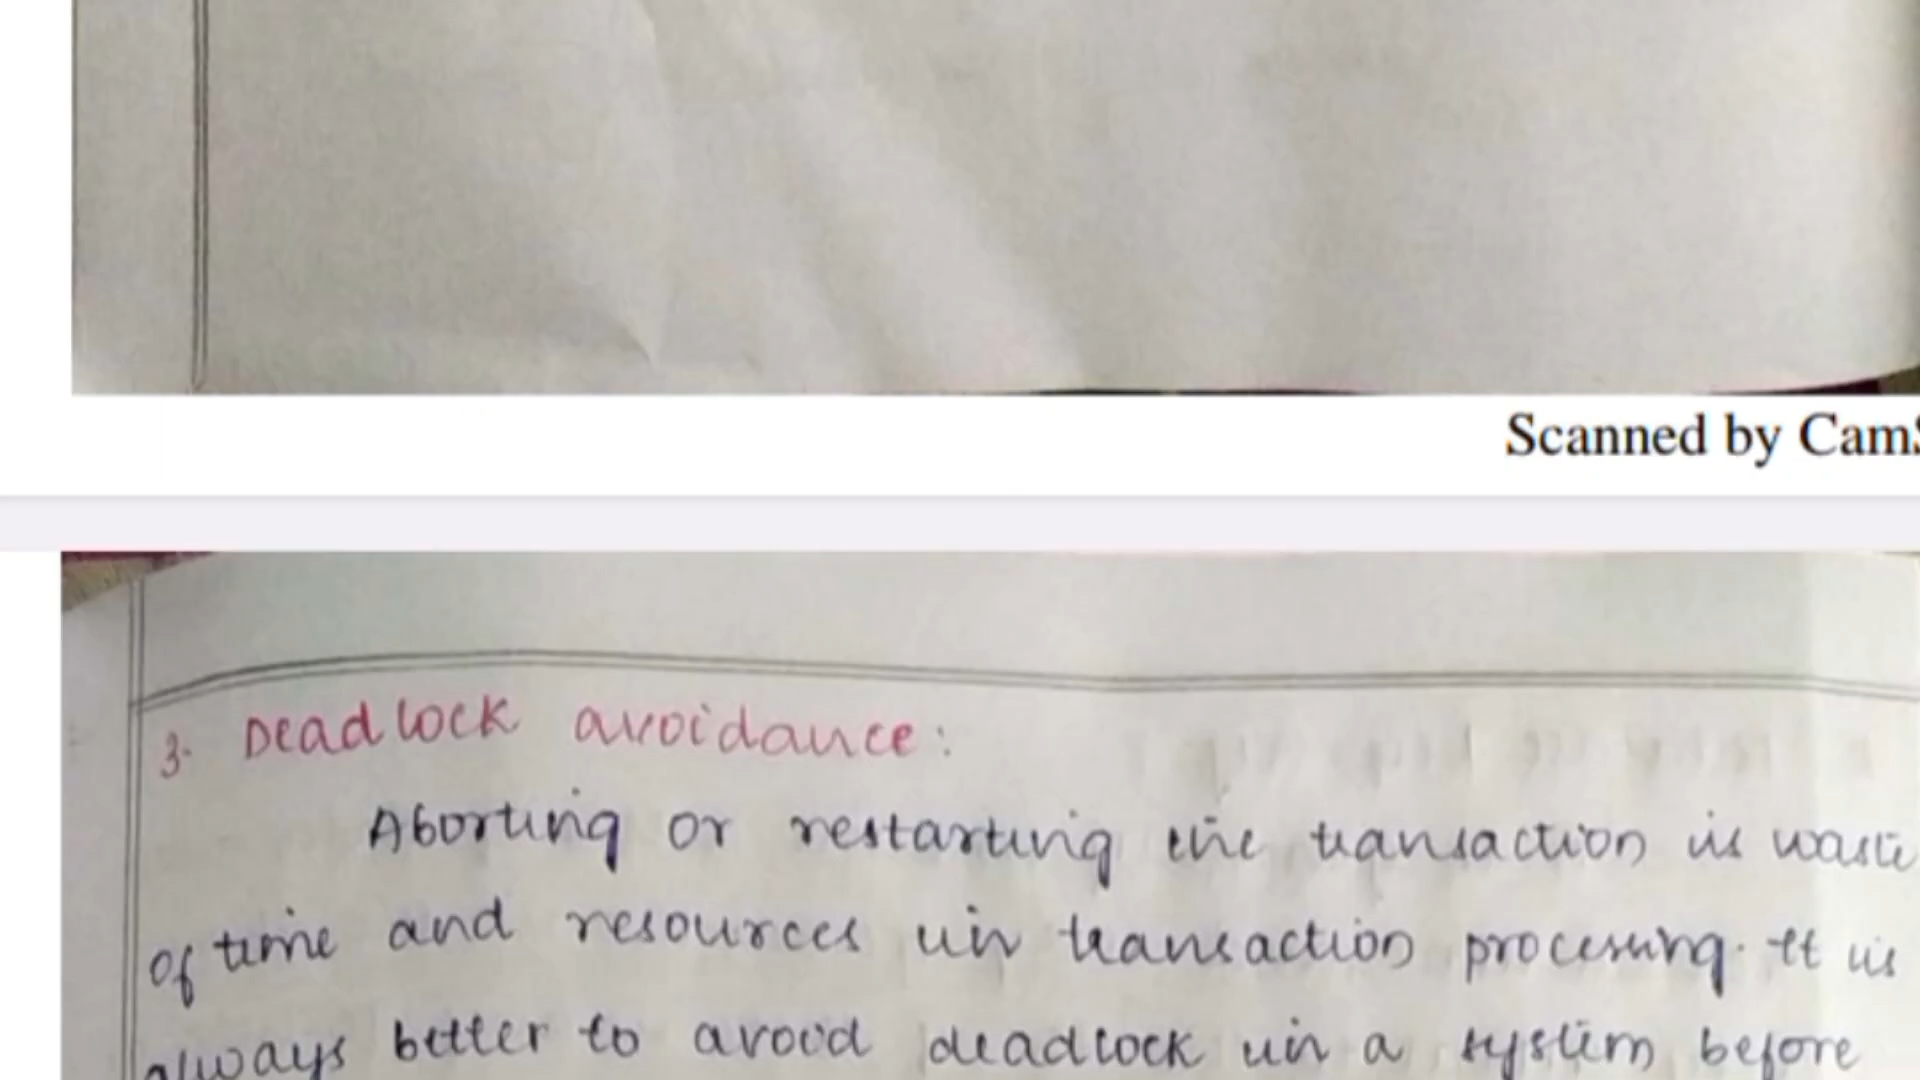 Scanned by CamS
3. Deadlock avoidance:
Aborting or restarting the transaction is waste
of time and resources in transaction processing. It is
always better to avoid deadlock in a system before